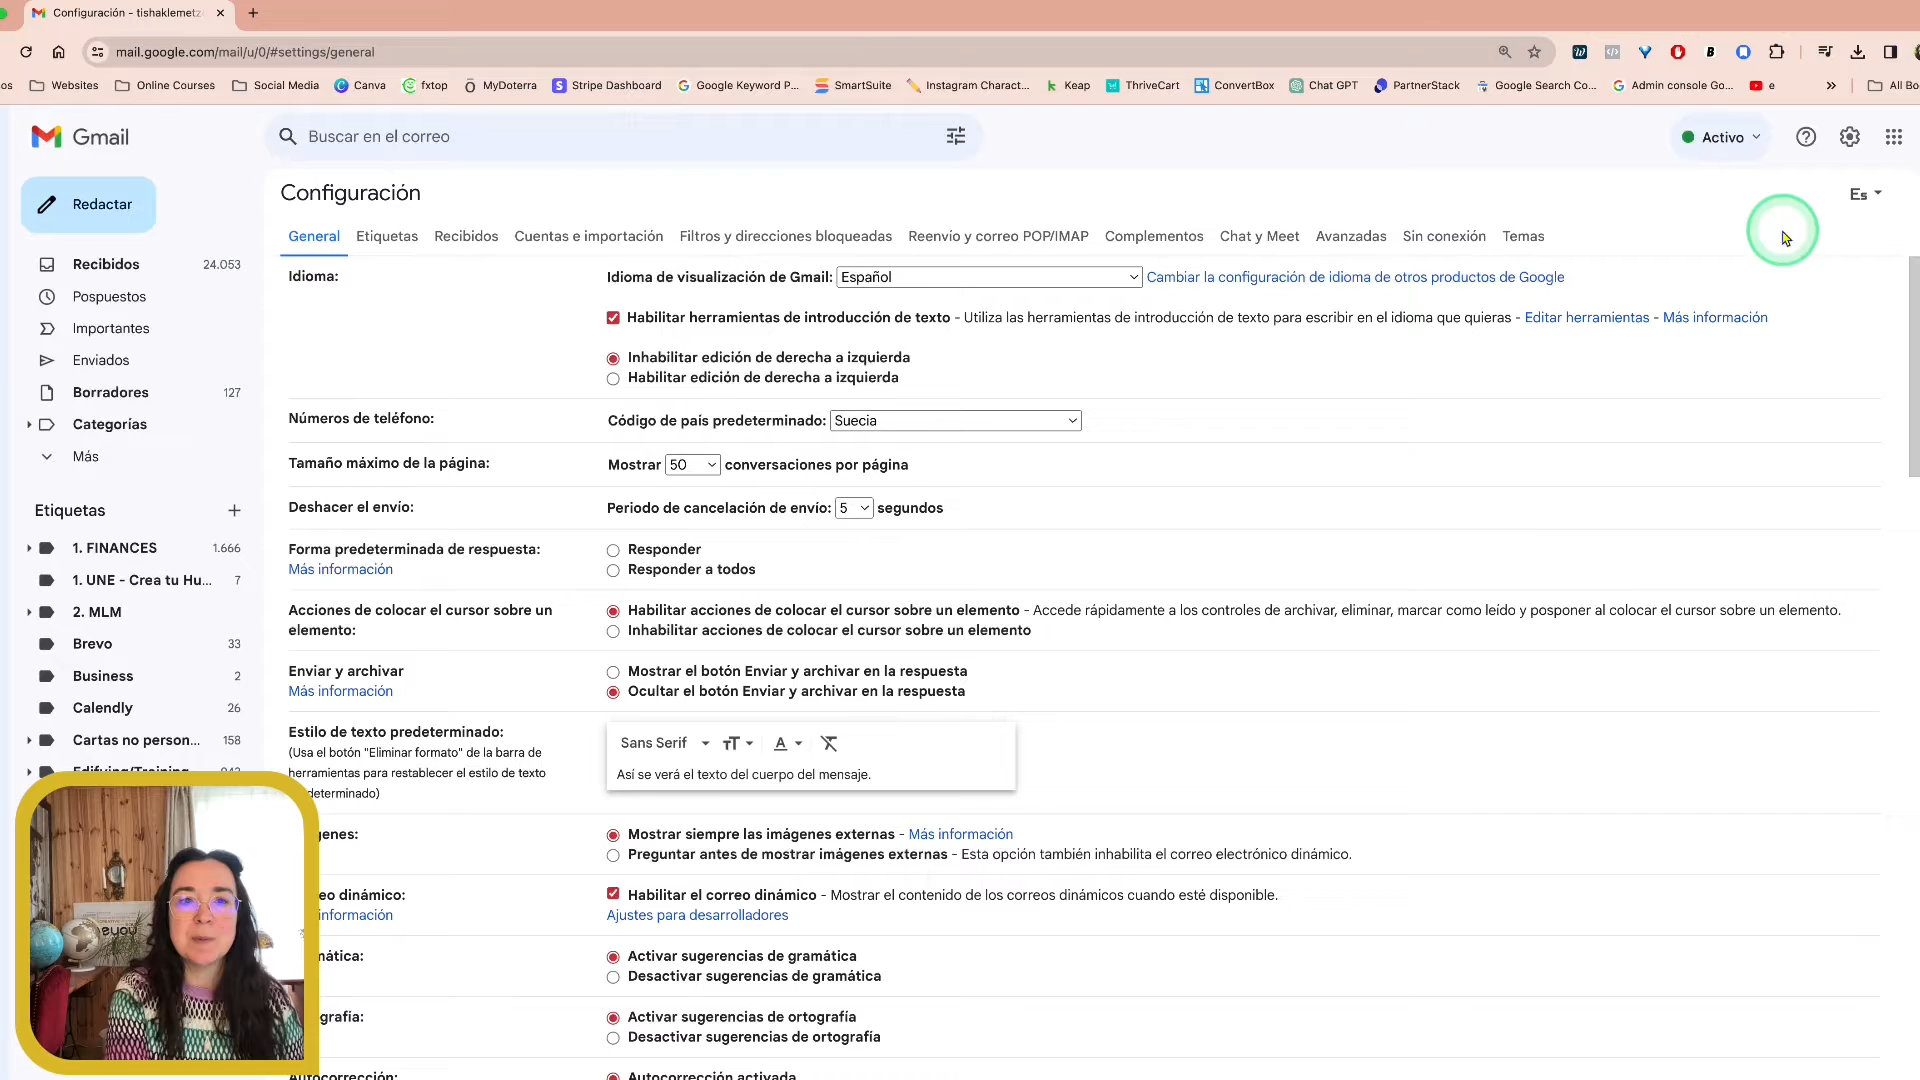 Configuración - tishaklemetz
mail.google.com/mail/u/0/#settings/general
os Websites Online Courses Social Media Canva fxtop MyDoterra Stripe Dashboard Google Keyword P... SmartSuite Instagram Charact... Keap ThriveCart ConvertBox Chat GPT PartnerStack Google Search Co... Admin console Go... e » All Bo
Gmail
Buscar en el correo
Activo
Redactar
Configuración
Es
General Etiquetas Recibidos Cuentas e importación Filtros y direcciones bloqueadas Reenvío y correo POP/IMAP Complementos Chat y Meet Avanzadas Sin conexión Temas
Recibidos 24.053
Pospuestos
Importantes
Enviados
Borradores 127
Categorías
Más
Etiquetas +
1. FINANCES 1.666
1. UNE - Crea tu Hu... 7
2. MLM
Brevo 33
Business 2
Calendly 26
Cartas no person... 158
Edifying/Training
Idioma:
Idioma de visualización de Gmail: Español Cambiar la configuración de idioma de otros productos de Google
Habilitar herramientas de introducción de texto - Utiliza las herramientas de introducción de texto para escribir en el idioma que quieras - Editar herramientas - Más información
Inhabilitar edición de derecha a izquierda
Habilitar edición de derecha a izquierda
Números de teléfono:
Código de país predeterminado: Suecia
Tamaño máximo de la página:
Mostrar 50 conversaciones por página
Deshacer el envío:
Periodo de cancelación de envío: 5 segundos
Forma predeterminada de respuesta:
Más información
Responder
Responder a todos
Acciones de colocar el cursor sobre un
elemento:
Habilitar acciones de colocar el cursor sobre un elemento - Accede rápidamente a los controles de archivar, eliminar, marcar como leído y posponer al colocar el cursor sobre un elemento.
Inhabilitar acciones de colocar el cursor sobre un elemento
Enviar y archivar
Más información
Mostrar el botón Enviar y archivar en la respuesta
Ocultar el botón Enviar y archivar en la respuesta
Estilo de texto predeterminado:
(Usa el botón "Eliminar formato" de la barra de
herramientas para restablecer el estilo de texto
determinado)
Sans Serif
Así se verá el texto del cuerpo del mensaje.
genes:
Mostrar siempre las imágenes externas - Más información
Preguntar antes de mostrar imágenes externas - Esta opción también inhabilita el correo electrónico dinámico.
eo dinámico:
información
Habilitar el correo dinámico - Mostrar el contenido de los correos dinámicos cuando esté disponible.
Ajustes para desarrolladores
mática:
Activar sugerencias de gramática
Desactivar sugerencias de gramática
grafía:
Activar sugerencias de ortografía
Desactivar sugerencias de ortografía
Autocorrección:
Autocorrección activada